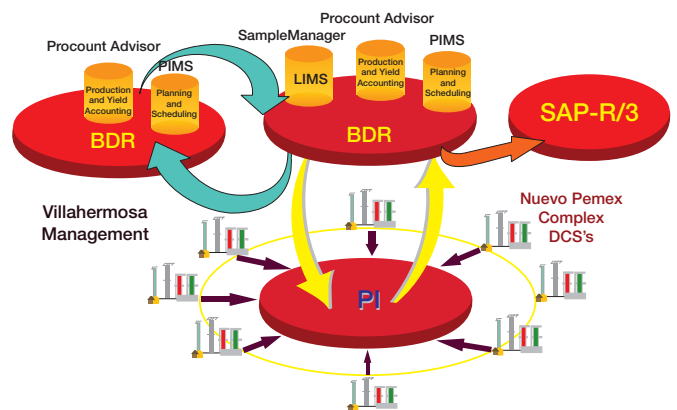 Procount Advisor
PIMS
Production
and Yield
Accounting
Planning
and
Scheduling
BDR
Procount Advisor
SampleManager
PIMS
LIMS
Production
and Yield
Accounting
Planning
and
Scheduling
BDR
SAP-R/3
Villahermosa
Management
Nuevo Pemex
Complex
DCS's
PI